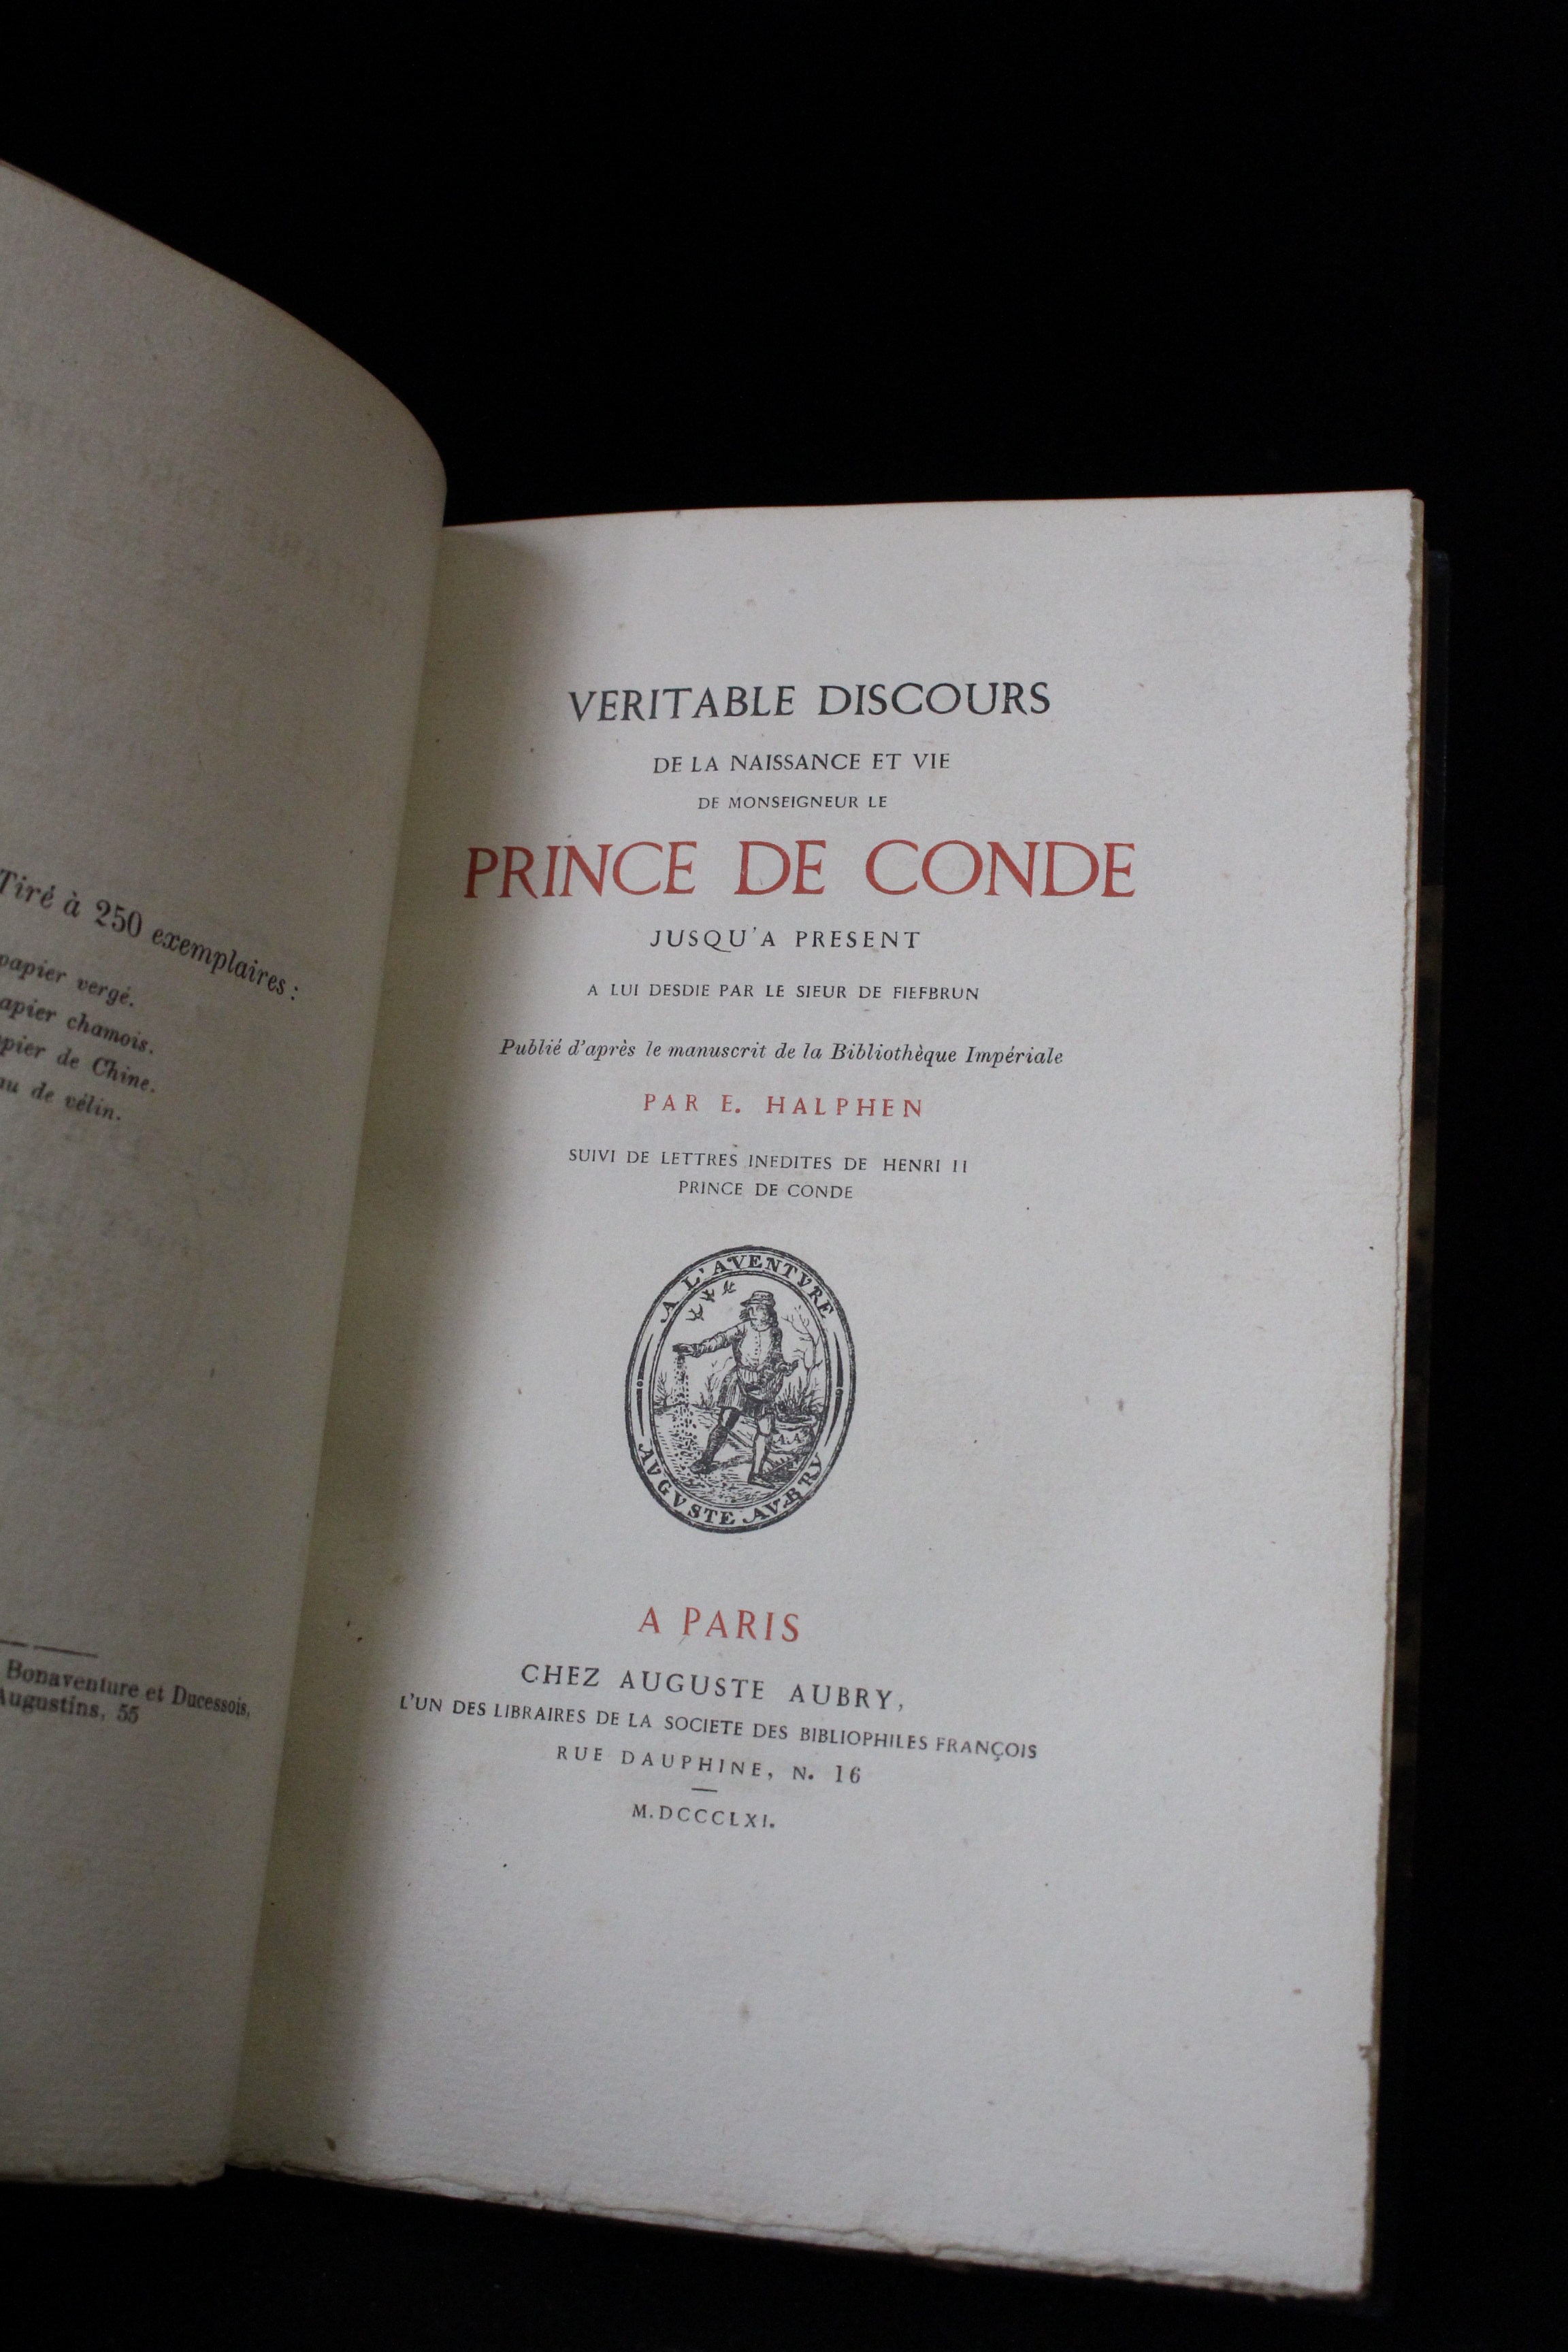 Tiré à 250 exemplaires :
papier vergé.
papier chamois.
de Chine.
de vélin.
Bonaventure et Ducessois,
Augustins, 55
VERITABLE DISCOURS
DE LA NAISSANCE ET VIE
DE MONSEIGNEUR LE
PRINCE DE CONDE
JUSQU'A PRESENT
A LUI DESDIE PAR LE SIEUR DE FIEFBRUN
Publié d'après le manuscrit de la Bibliothèque Impériale
PAR E. HALPHEN
SUIVI DE LETTRES INEDITES DE HENRI II
PRINCE DE CONDE
A L'AVENTVRE
A.A.
AVGVSTE AVBRY
A PARIS
CHEZ AUGUSTE AUBRY,
L'UN DES LIBRAIRES DE LA SOCIETE DES BIBLIOPHILES FRANÇOIS
RUE DAUPHINE, N. 16
M.DCCCLXI.